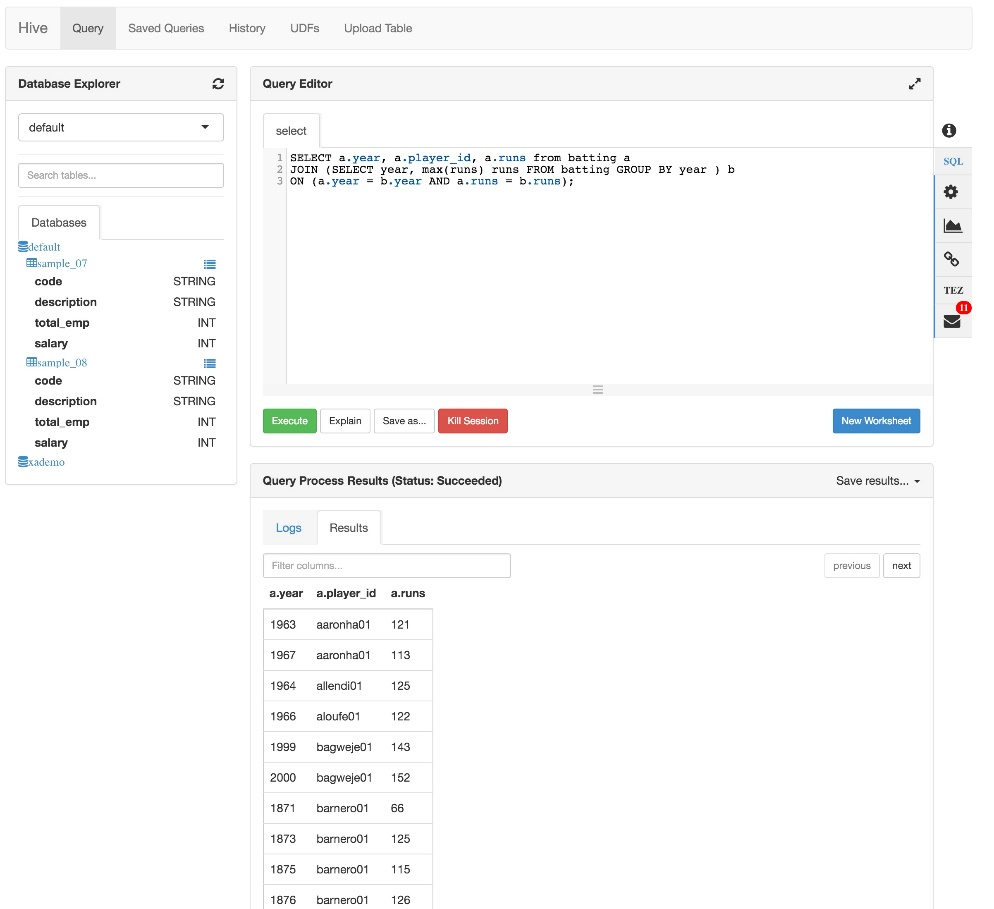 Hive Query Saved Queries History UDFs Upload Table
Database Explorer
default
Search tables...
Databases
default
sample_07
code STRING
description STRING
total_emp INT
salary INT
sample_08
code STRING
description STRING
total_emp INT
salary INT
xademo
Query Editor
select
1 SELECT a.year, a.player_id, a.runs from batting a
2 JOIN (SELECT year, max(runs) runs FROM batting GROUP BY year ) b
3 ON (a.year = b.year AND a.runs = b.runs);
Execute Explain Save as... Kill Session New Worksheet
SQL
TEZ
11
Query Process Results (Status: Succeeded) Save results...
Logs Results
Filter columns... previous next
a.year a.player_id a.runs
1963 aaronha01 121
1967 aaronha01 113
1964 allendi01 125
1966 aloufe01 122
1999 bagweje01 143
2000 bagweje01 152
1871 barnero01 66
1873 barnero01 125
1875 barnero01 115
1876 barnero01 126